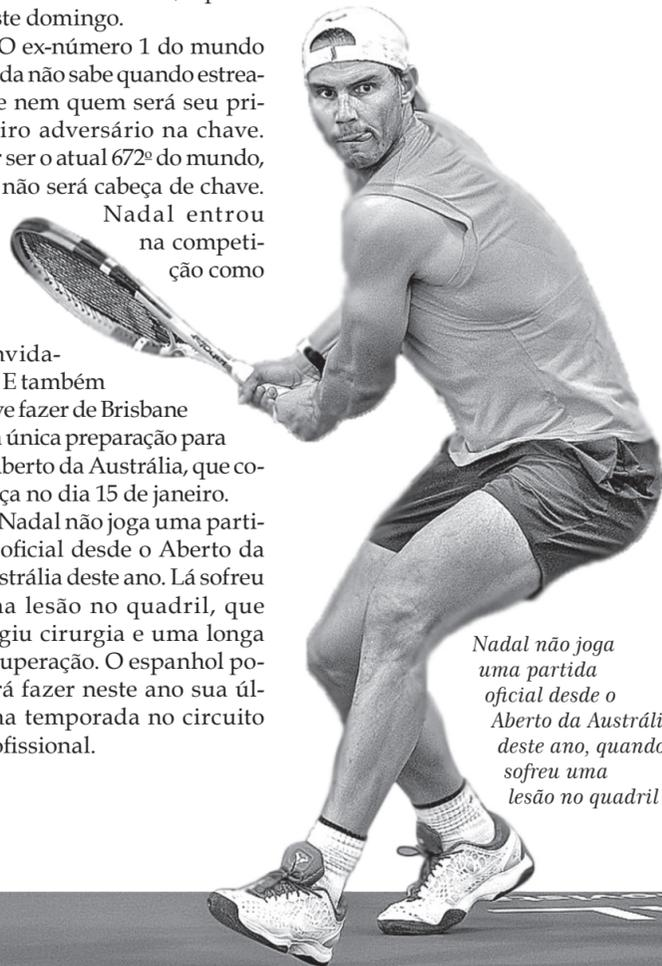 ste domingo.
O ex-número 1 do mundo
da não sabe quando estrea-
e nem quem será seu pri-
iro adversário na chave.
r ser o atual 672º do mundo,
não será cabeça de chave.
Nadal entrou
na competi-
ção como
nvida-
E também
ve fazer de Brisbane
única preparação para
berto da Austrália, que co-
ça no dia 15 de janeiro.
Nadal não joga uma parti-
oficial desde o Aberto da
strália deste ano. Lá sofreu
na lesão no quadril, que
giu cirurgia e uma longa
uperação. O espanhol po-
rá fazer neste ano sua úl-
na temporada no circuito
ofissional.
Nadal não joga
uma partida
oficial desde o
Aberto da Austráli
deste ano, quando
sofreu uma
lesão no quadril